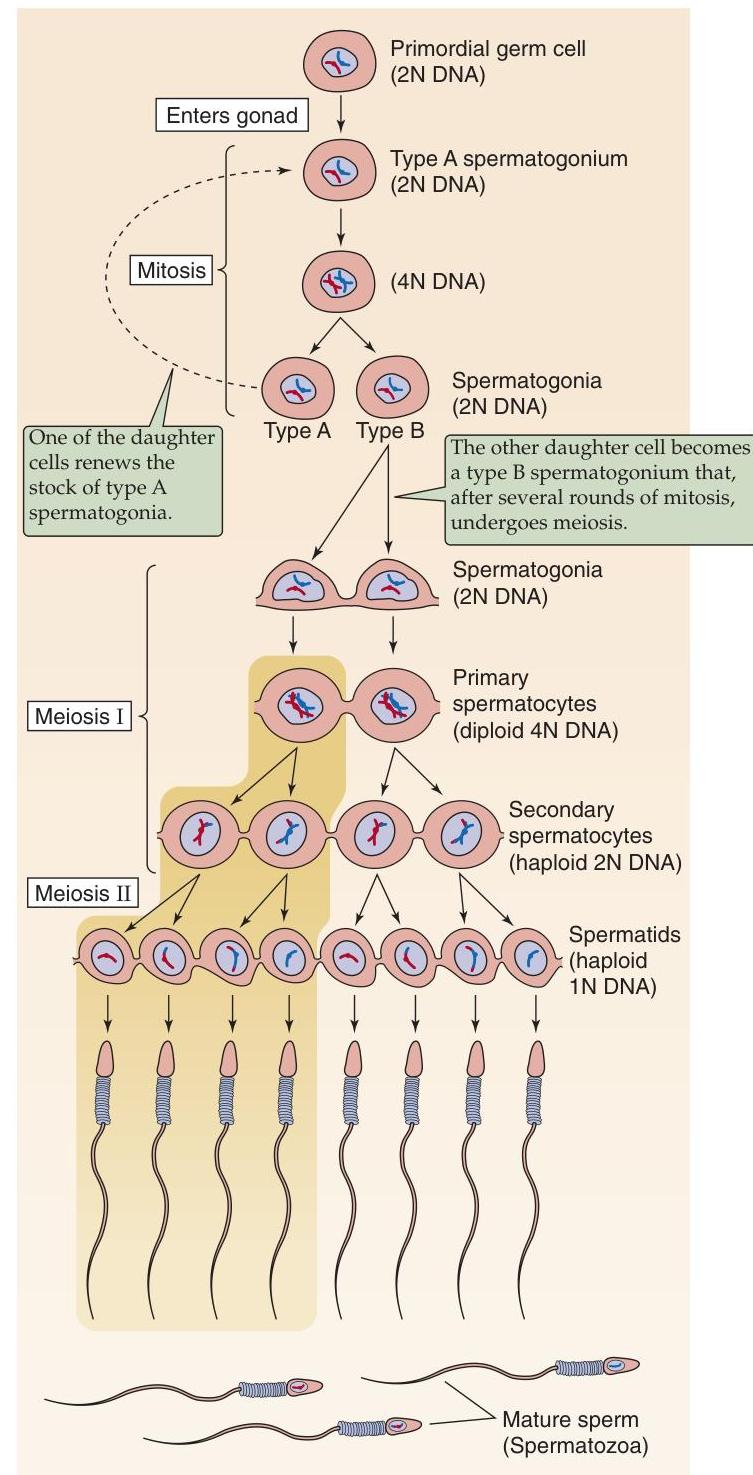 Primordial germ cell
(2N DNA)
Enters gonad
Type A spermatogonium
(2N DNA)
Mitosis
(4N DNA)
Spermatogonia
(2N DNA)
Type A
Type B
One of the daughter
cells renews the
stock of type A
spermatogonia.
The other daughter cell becomes
a type B spermatogonium that,
after several rounds of mitosis,
undergoes meiosis.
Spermatogonia
(2N DNA)
Primary
spermatocytes
(diploid 4N DNA)
Meiosis I
Secondary
spermatocytes
(haploid 2N DNA)
Meiosis II
Spermatids
(haploid
1N DNA)
Mature sperm
(Spermatozoa)